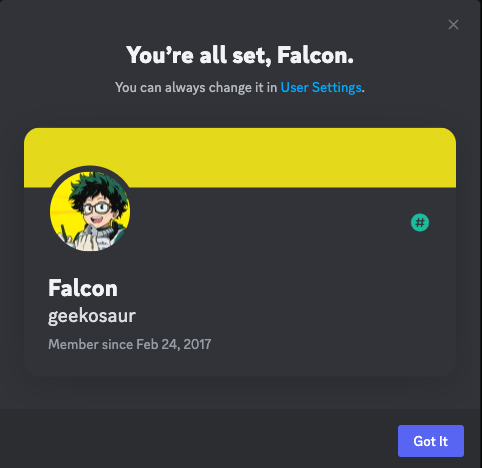 You're all set, Falcon.
You can always change it in User Settings.
#
Falcon
geekosaur
Member since Feb 24, 2017
Got It